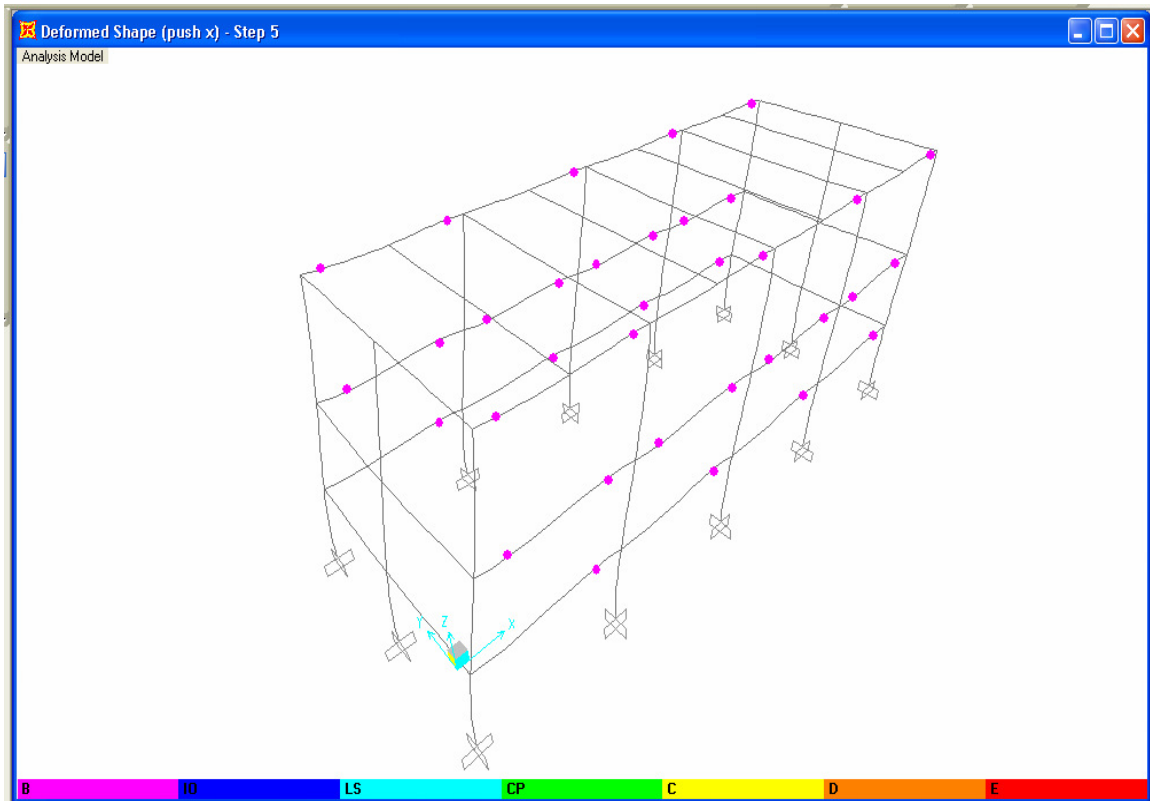 Deformed Shape (push x) - Step 5
Analysis Model
Y Z X
B IO LS CP C D E